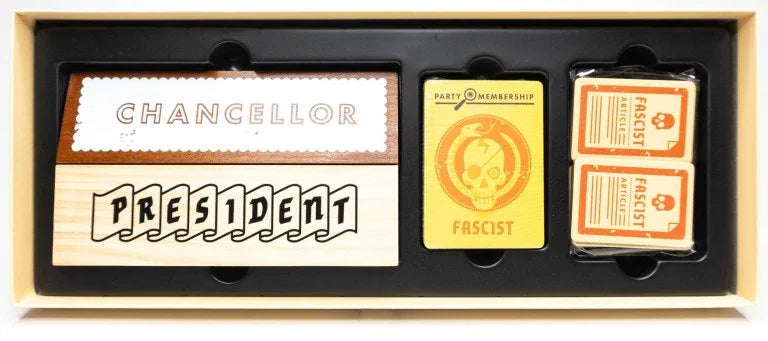 CHANCELLOR
PRESIDENT
PARTY MEMBERSHIP
FASCIST
FASCIST
ARTICLE
FASCIST
ARTICLE